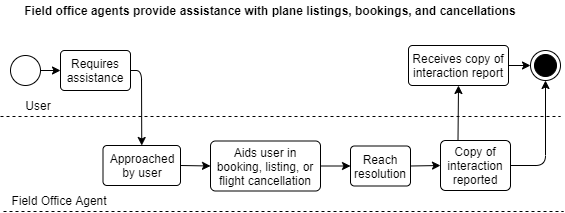 Field office agents provide assistance with plane listings, bookings, and cancellations
Requires
assistance
Receives copy of
interaction report
User
Approached
by user
Aids user in
booking, listing, or
flight cancellation
Reach
resolution
Copy of
interaction
reported
Field Office Agent